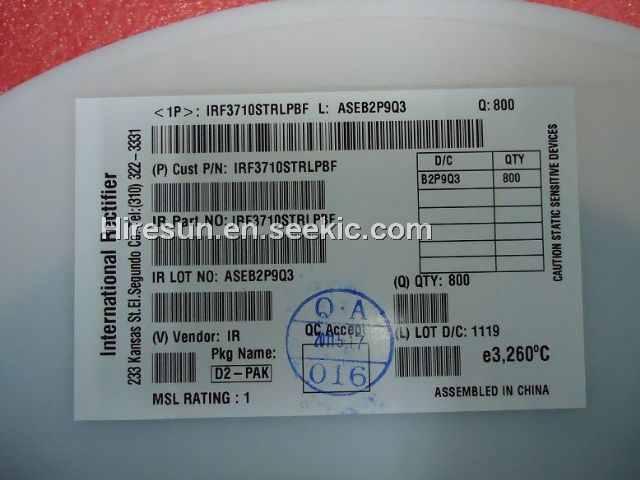 <1P>: IRF3710STRLPBF L: ASEB2P9Q3 Q: 800
(P) Cust P/N: IRF3710STRLPBF
IR Part NO: IRF3710STRLPBF
Hiresun.en.seekic.com
IR LOT NO: ASEB2P9Q3
(V) Vendor: IR
Pkg Name:
D2-PAK
MSL RATING : 1
D/C QTY
B2P9Q3 800
(Q) QTY: 800
QC Accept
(L) LOT D/C: 1119
e3,260°C
ASSEMBLED IN CHINA
Q.A
016
International Rectifier
233 Kansas St.El.Segundo
Tel:(310) 322-3331
CAUTION STATIC SENSITIVE DEVICES